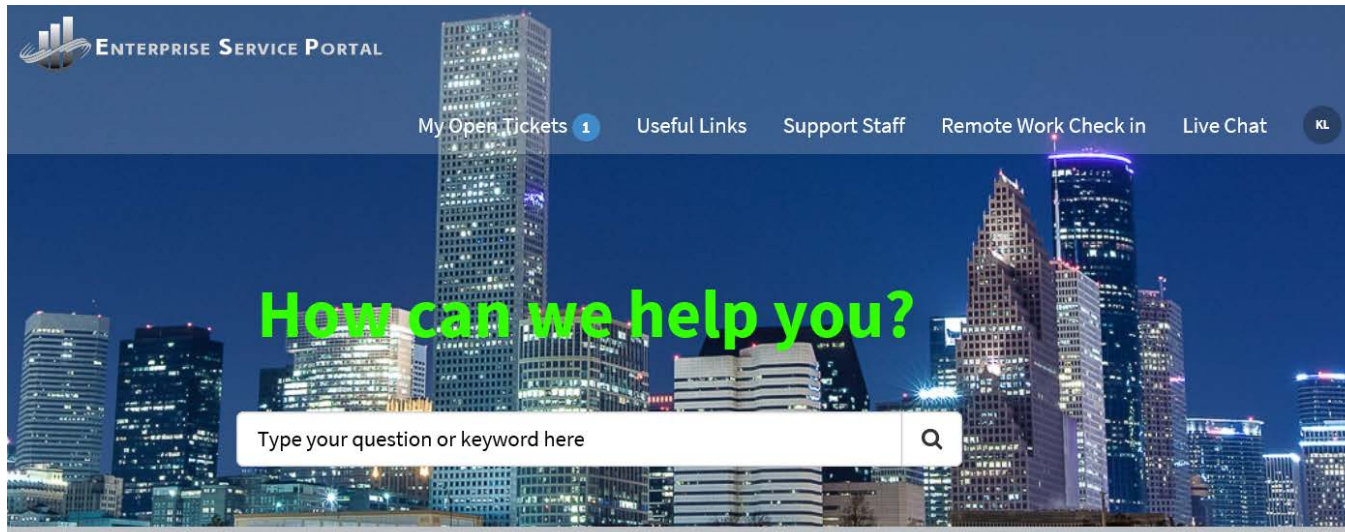 ENTERPRISE SERVICE PORTAL
My Open Tickets 1 Useful Links Support Staff Remote Work Check in Live Chat KL
How can we help you?
Type your question or keyword here